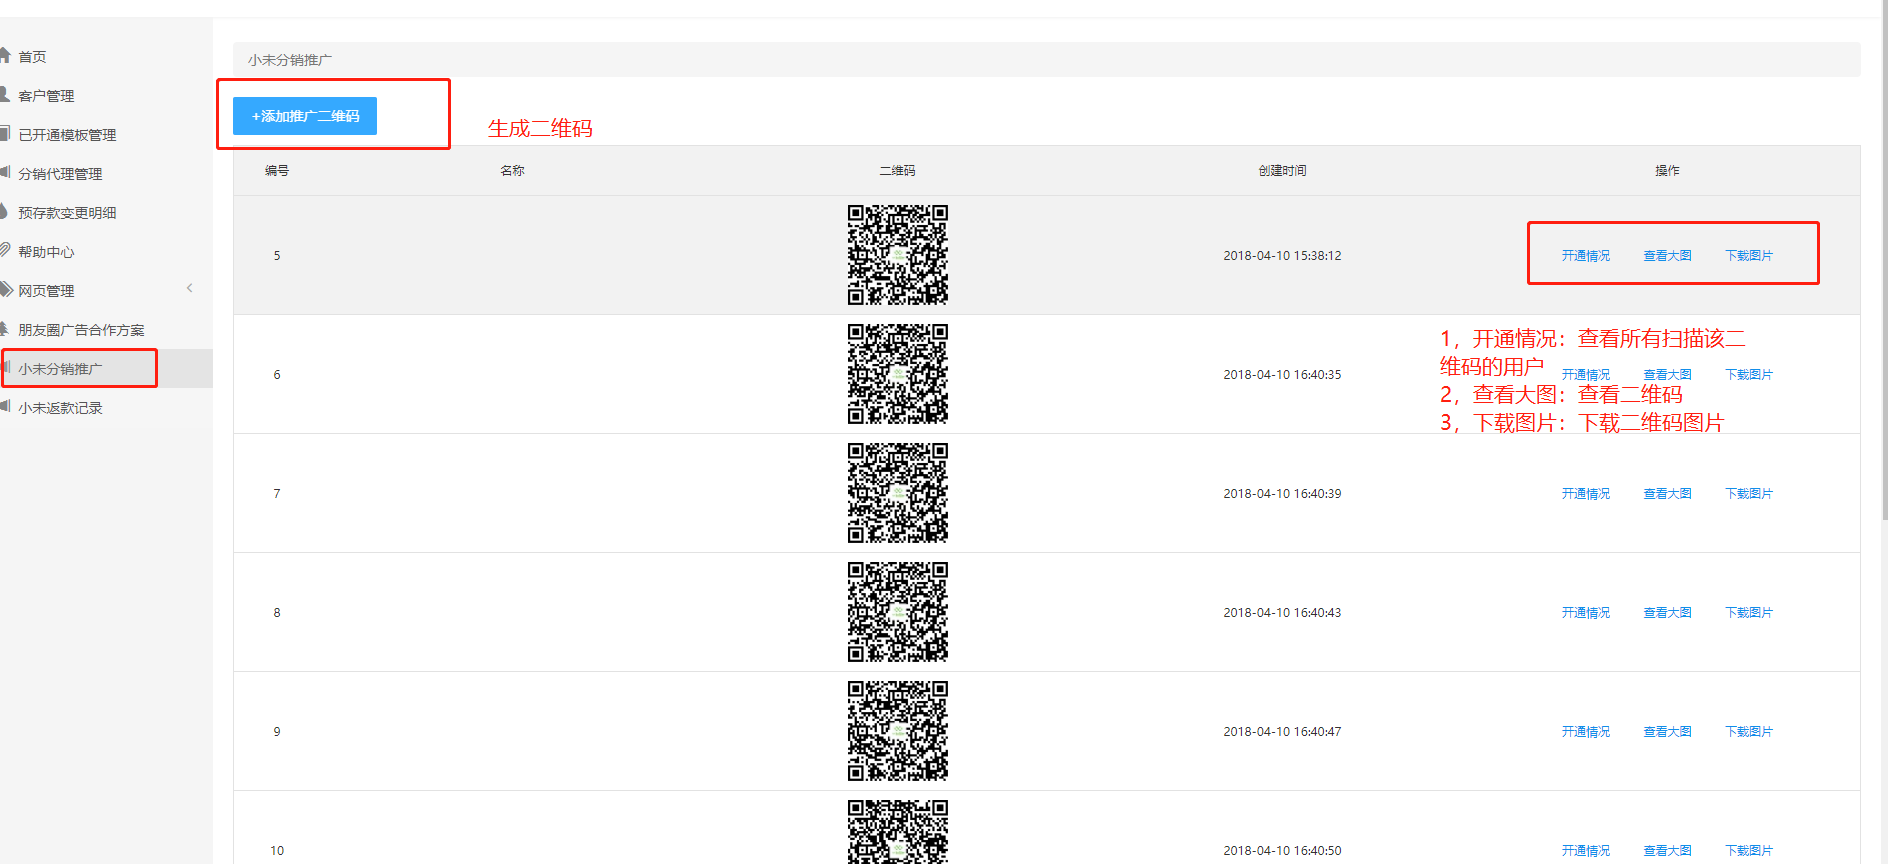 首页
客户管理
已开通模板管理
分销代理管理
预存款变更明细
帮助中心
网页管理
朋友圈广告合作方案
小未分销推广
小未返款记录
小未分销推广
+添加推广二维码
生成二维码
编号 名称 二维码 创建时间 操作
5 2018-04-10 15:38:12 开通情况 查看大图 下载图片
1，开通情况：查看所有扫描该二
维码的用户
2，查看大图：查看二维码
3，下载图片：下载二维码图片
6 2018-04-10 16:40:35 开通情况 查看大图 下载图片
7 2018-04-10 16:40:39 开通情况 查看大图 下载图片
8 2018-04-10 16:40:43 开通情况 查看大图 下载图片
9 2018-04-10 16:40:47 开通情况 查看大图 下载图片
10 2018-04-10 16:40:50 开通情况 查看大图 下载图片